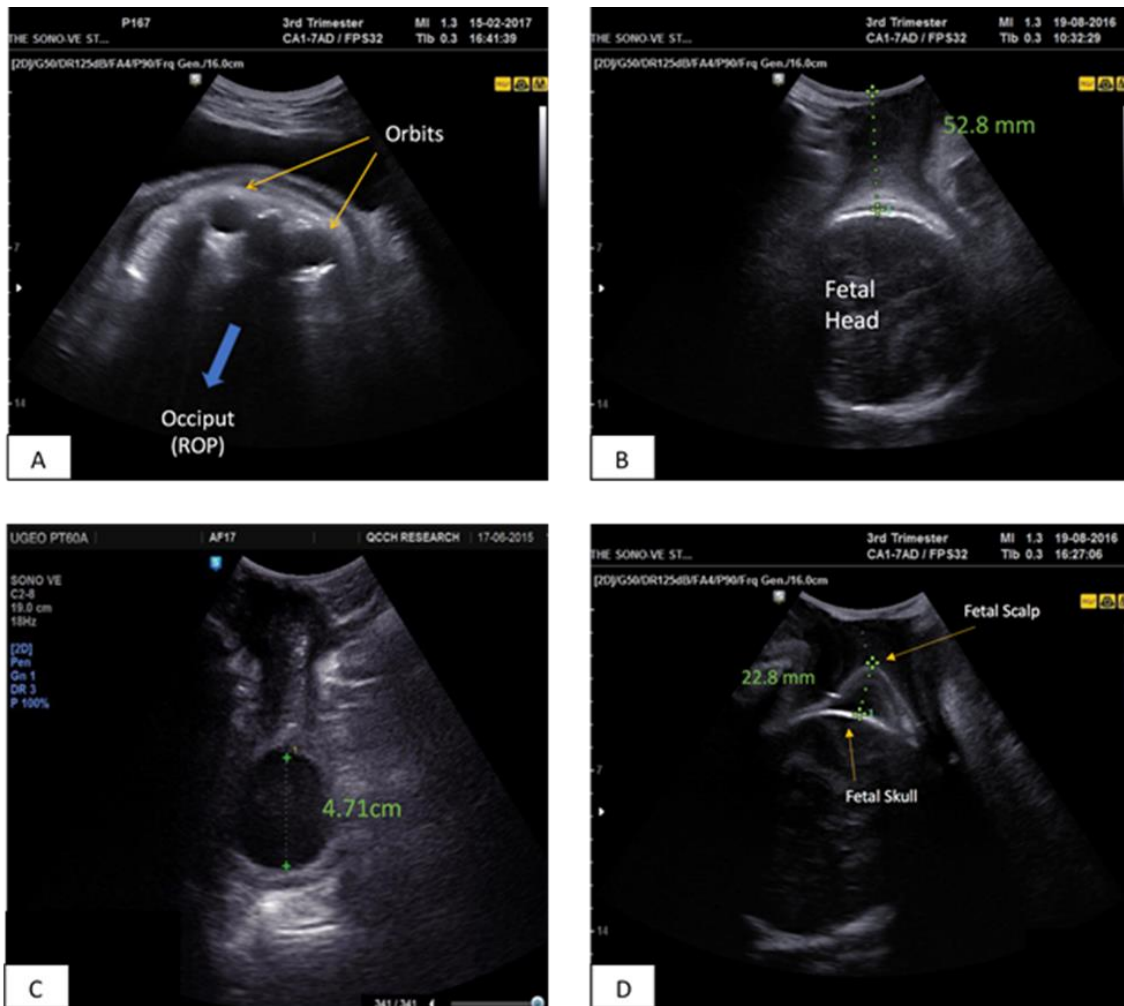 P167
3rd Trimester
MI 1.3 15-02-2017
THE SONO-VE ST...
CA1-7AD / FPS32
TIb 0.3 16:41:39
[2D]/G50/DR125dB/FA4/P90/Frq Gen./16.0cm
S
Orbits
7
Occiput
(ROP)
14
A
3rd Trimester
MI 1.3 19-08-2016
THE SONO-VE ST...
CA1-7AD / FPS32
TIb 0.3 10:32:29
[2D]/G50/DR125dB/FA4/P90/Frq Gen./16.0cm
52.8 mm
7
Fetal
Head
14
B
UGEO PT60A
AF17
QCCH RESEARCH
17-06-2015
S
SONO VE
C2-8
19.0 cm
18Hz
[2D]
Pen
Gn 1
DR 3
P 100%
1
4.71cm
341/341
C
3rd Trimester
MI 1.3 19-08-2016
THE SONO-VE ST...
CA1-7AD / FPS32
TIb 0.3 16:27:06
[2D]/G50/DR125dB/FA4/P90/Frq Gen./16.0cm
Fetal Scalp
22.8 mm
7
Fetal Skull
14
D